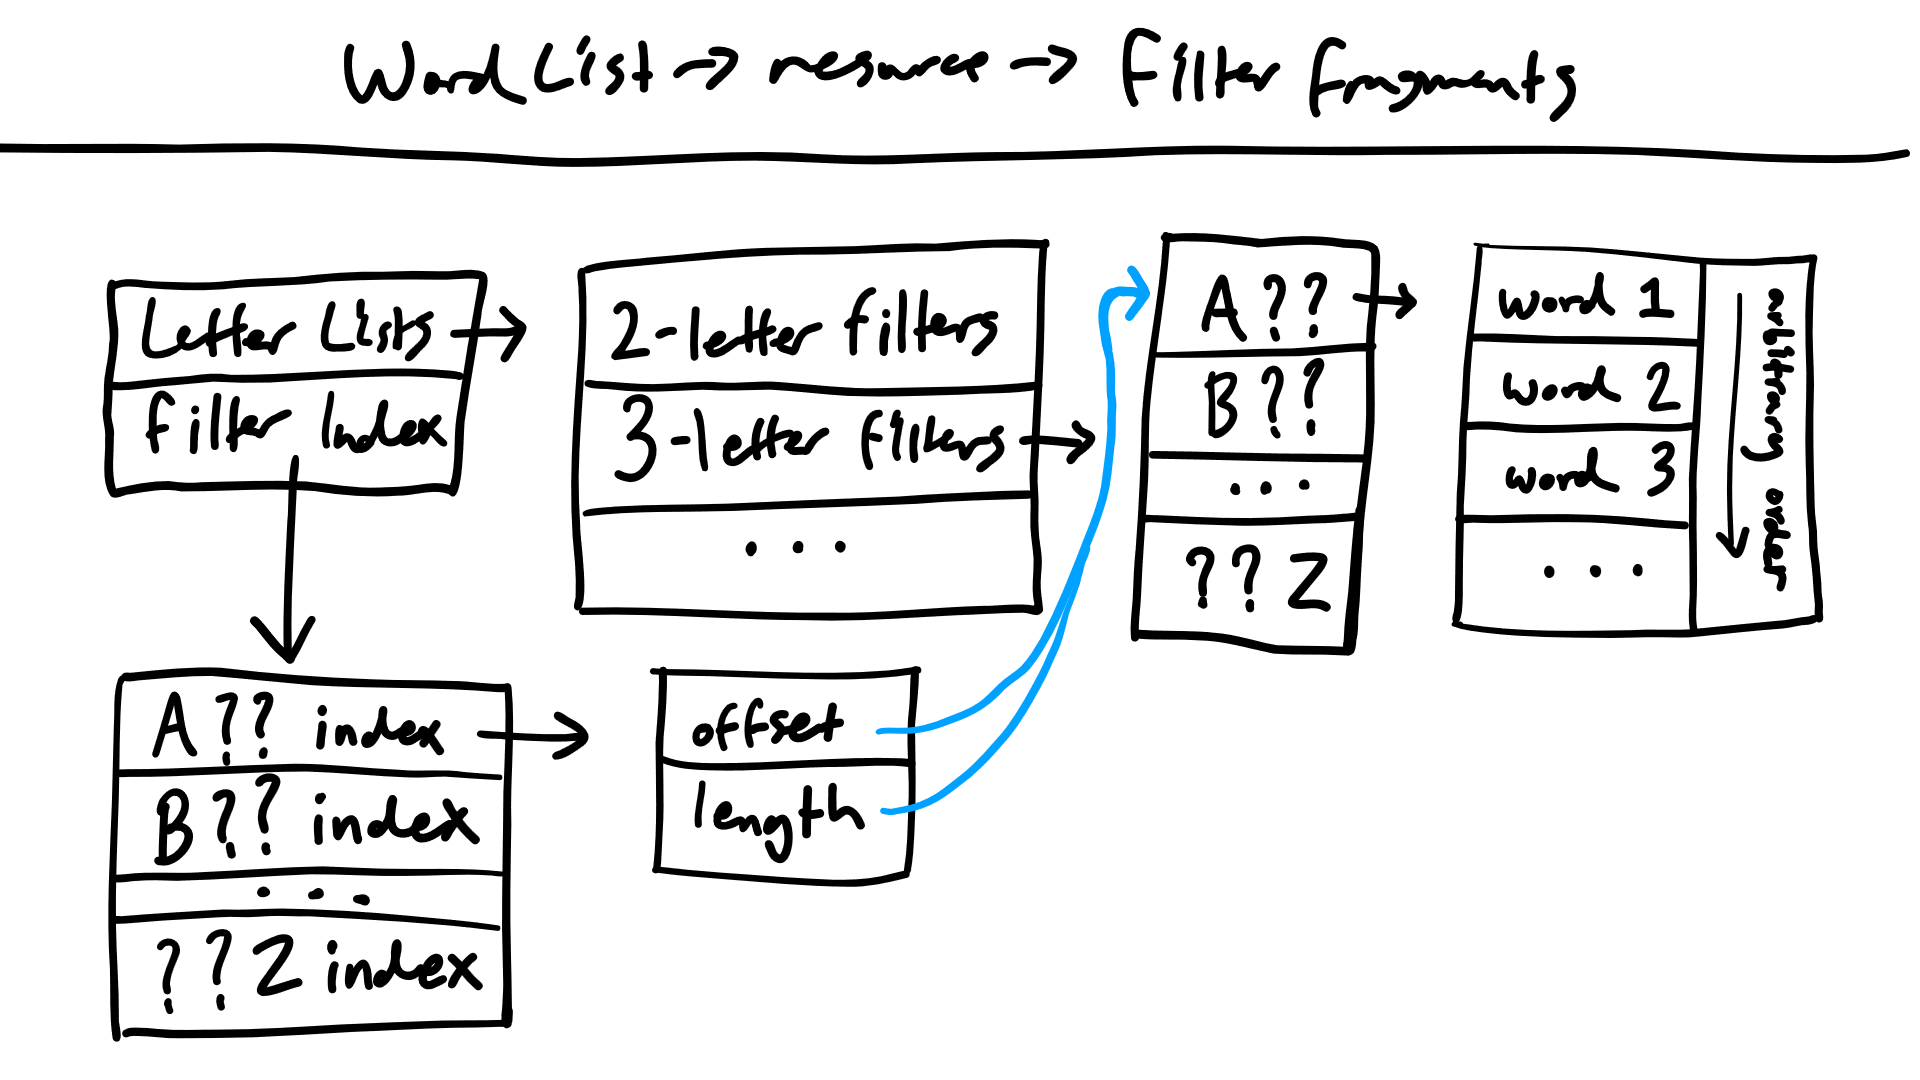 Word List → resource → Filter Fragments
Letter Lists
Filter Index
2-letter filters
3-letter filters
...
A??
B??
...
??Z
word 1
word 2
word 3
...
arbitrary order
A?? index
B?? index
...
??Z index
offset
length